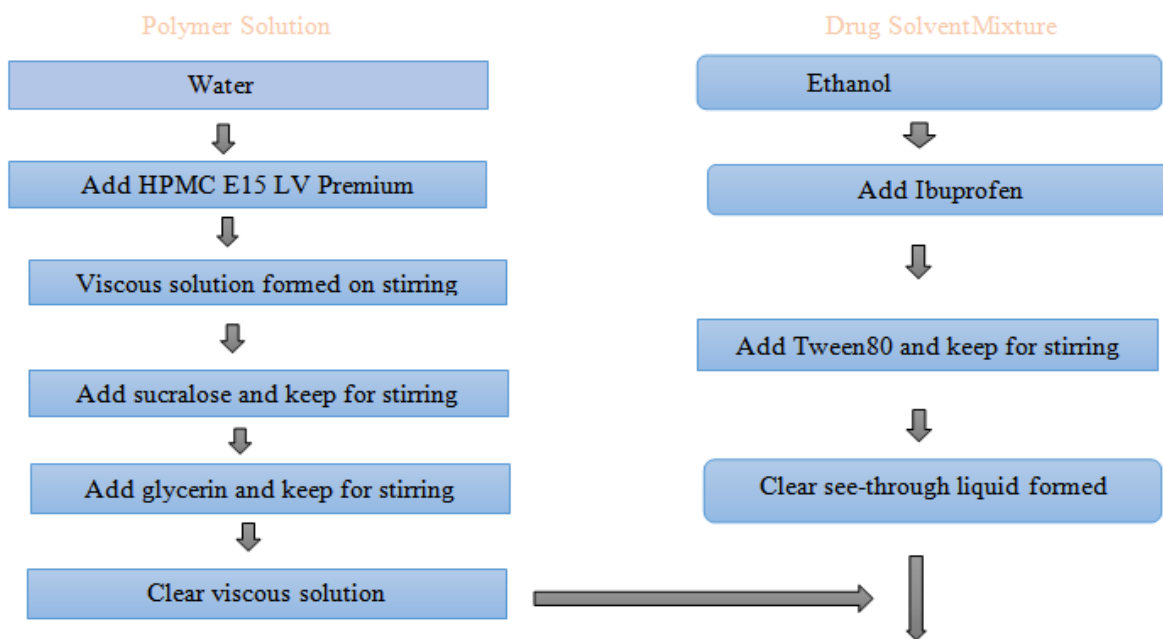 Polymer Solution
Water
Add HPMC E15 LV Premium
Viscous solution formed on stirring
Add sucralose and keep for stirring
Add glycerin and keep for stirring
Clear viscous solution
Drug SolventMixture
Ethanol
Add Ibuprofen
Add Tween80 and keep for stirring
Clear see-through liquid formed